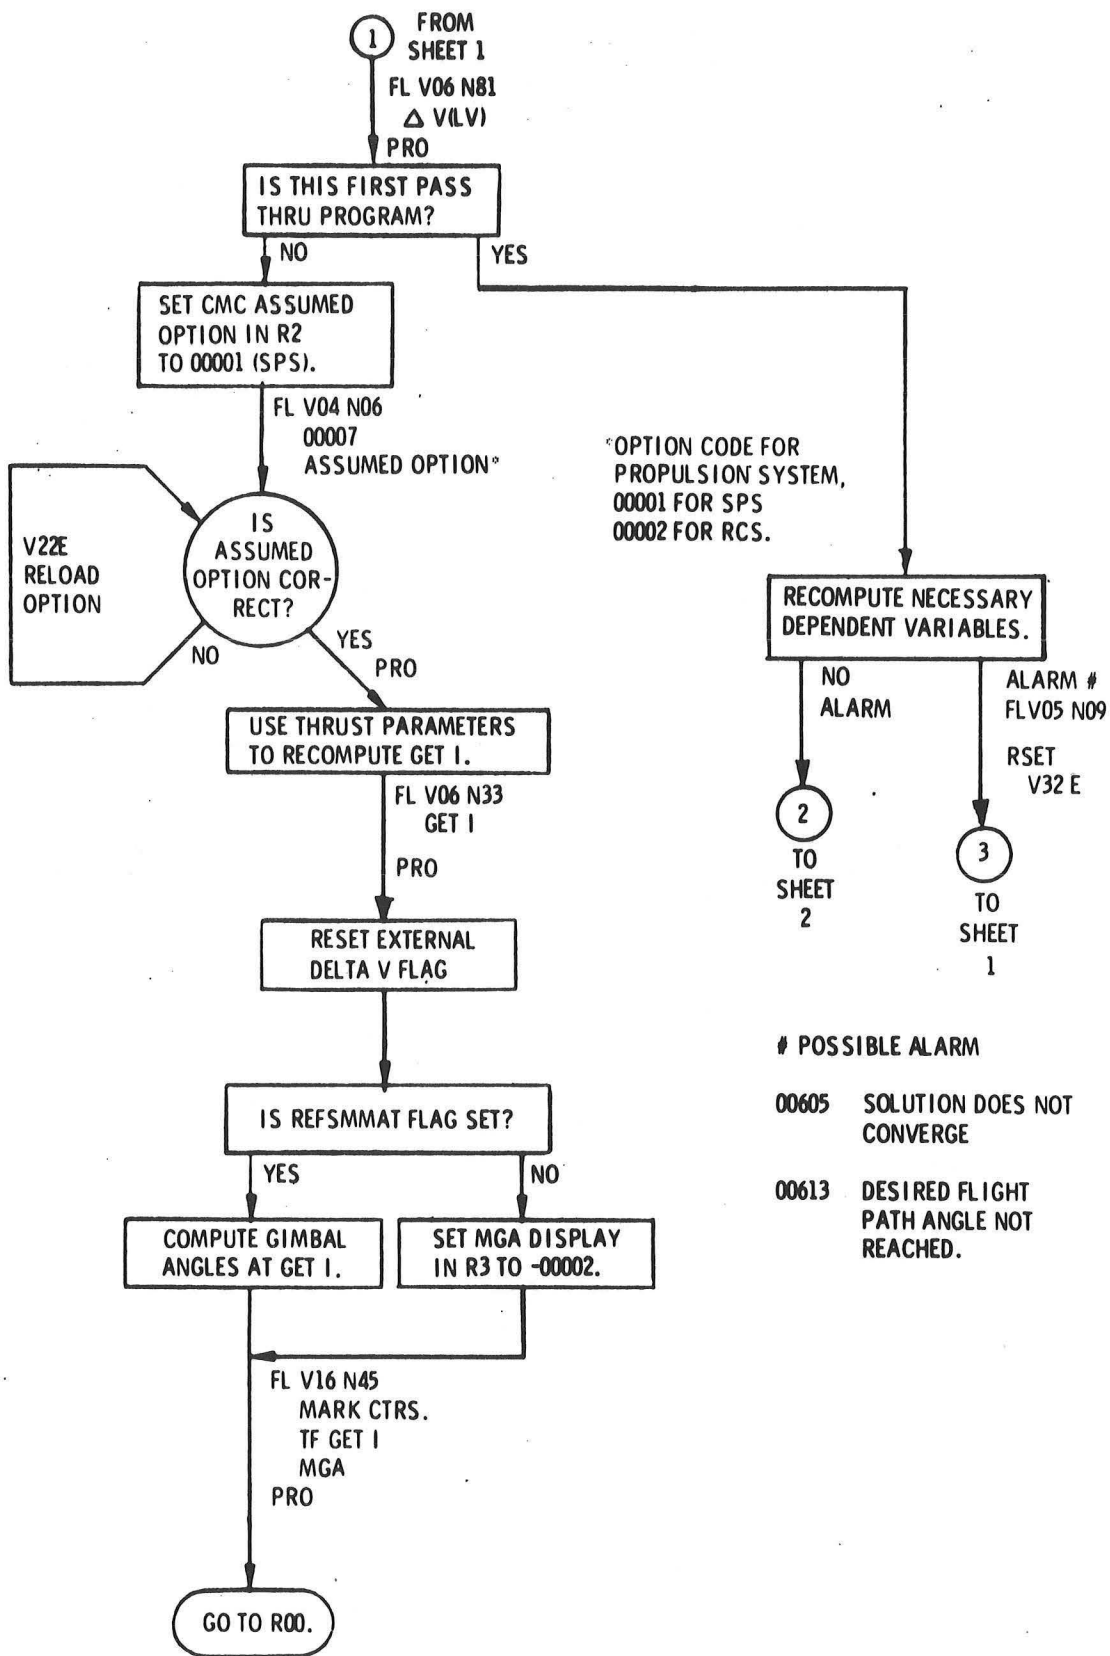 1
FROM
SHEET 1
FL V06 N81
Δ V(LV)
PRO
IS THIS FIRST PASS
THRU PROGRAM?
NO
YES
SET CMC ASSUMED
OPTION IN R2
TO 00001 (SPS).
FL V04 N06
00007
ASSUMED OPTION*
*OPTION CODE FOR
PROPULSION SYSTEM,
00001 FOR SPS
00002 FOR RCS.
V22E
RELOAD
OPTION
IS
ASSUMED
OPTION COR-
RECT?
NO
YES
PRO
RECOMPUTE NECESSARY
DEPENDENT VARIABLES.
NO
ALARM
ALARM #
FLV05 N09
RSET
V32 E
2
TO
SHEET
2
3
TO
SHEET
1
USE THRUST PARAMETERS
TO RECOMPUTE GET I.
FL V06 N33
GET I
PRO
RESET EXTERNAL
DELTA V FLAG
IS REFSMMAT FLAG SET?
YES
NO
COMPUTE GIMBAL
ANGLES AT GET I.
SET MGA DISPLAY
IN R3 TO -00002.
# POSSIBLE ALARM
00605 SOLUTION DOES NOT
CONVERGE
00613 DESIRED FLIGHT
PATH ANGLE NOT
REACHED.
FL V16 N45
MARK CTRS.
TF GET I
MGA
PRO
GO TO R00.